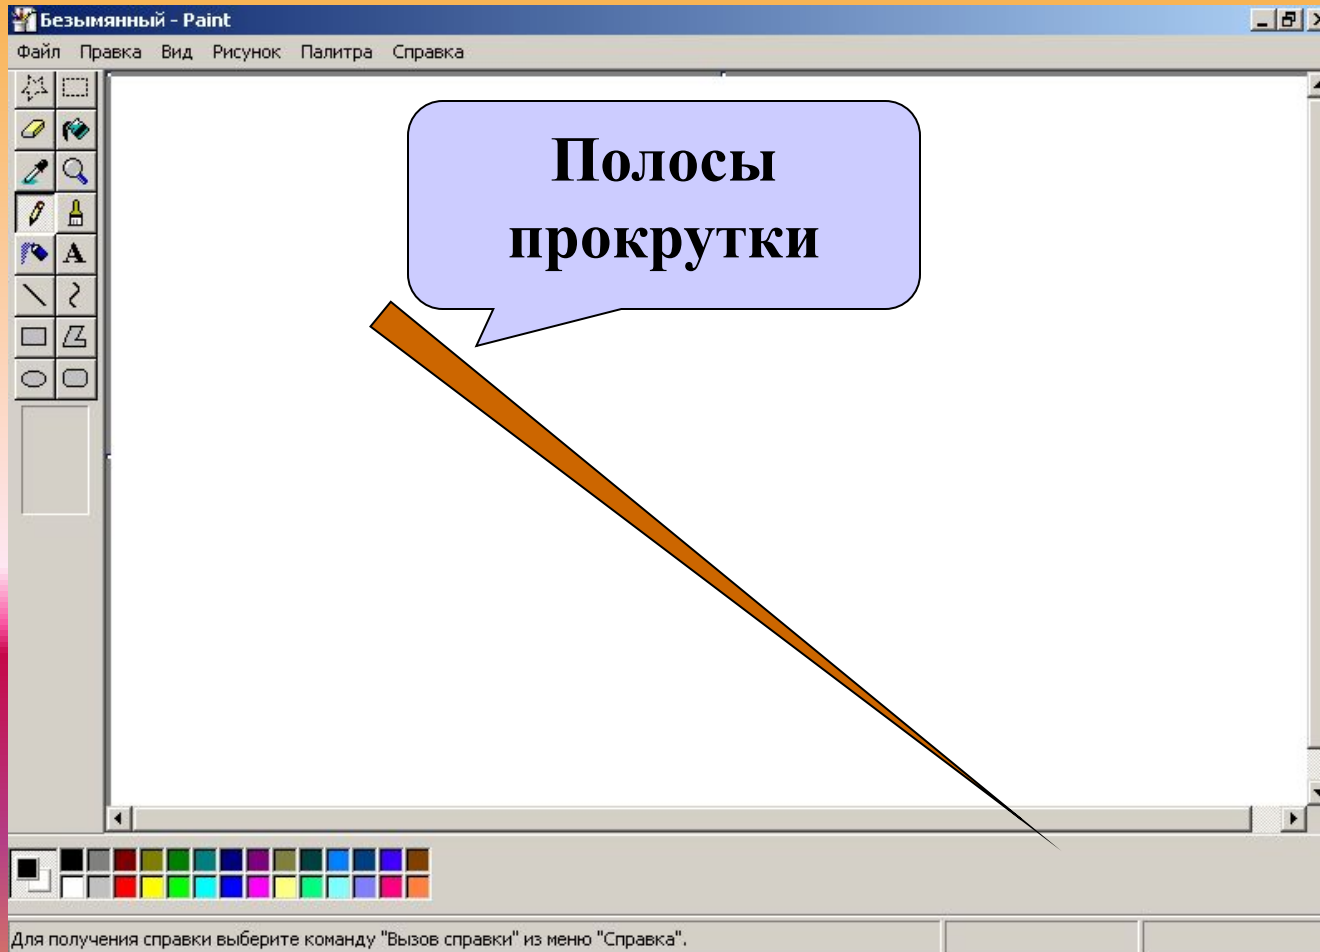 Безымянный - Paint
Файл Правка Вид Рисунок Палитра Справка
Полосы
прокрутки
A
Для получения справки выберите команду "Вызов справки" из меню "Справка".